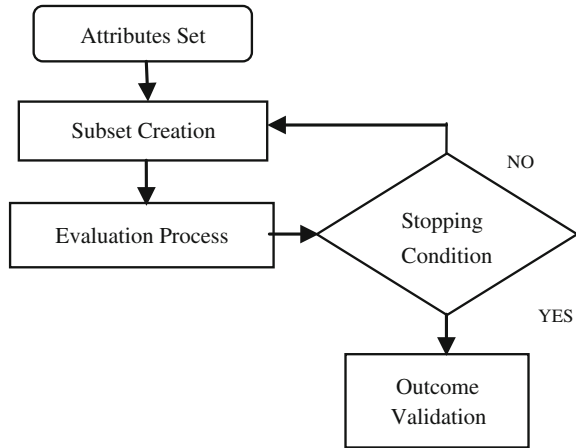 Attributes Set
Subset Creation
NO
Evaluation Process
Stopping
Condition
YES
Outcome
Validation